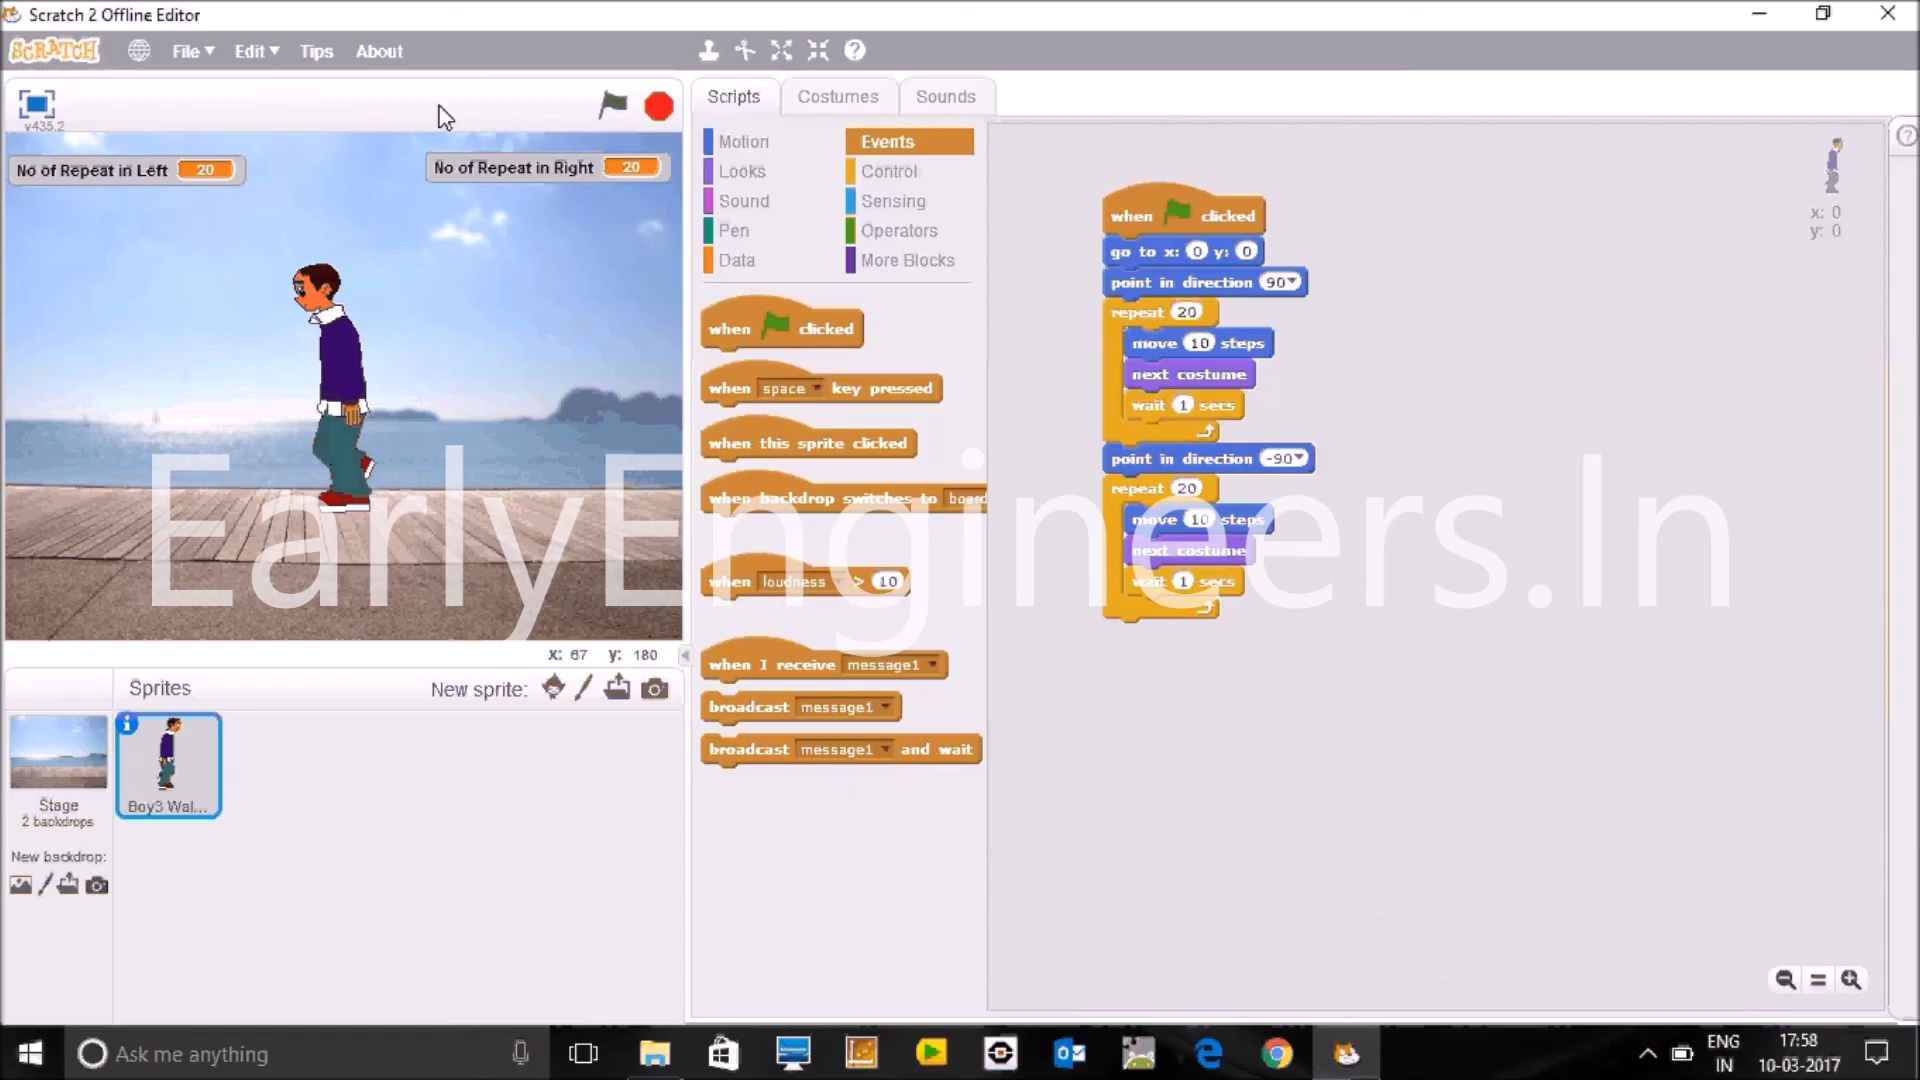 Scratch 2 Offline Editor
SCRATCH File Edit Tips About
v435.2
No of Repeat in Left 20
No of Repeat in Right 20
x: 67 y: 180
Sprites New sprite:
Stage
2 backdrops
New backdrop:
Boy3 Wal...
Scripts Costumes Sounds
Motion Events
Looks Control
Sound Sensing
Pen Operators
Data More Blocks
when clicked
when space key pressed
when this sprite clicked
when backdrop switches to board
when loudness > 10
when I receive message1
broadcast message1
broadcast message1 and wait
when clicked
go to x: 0 y: 0
point in direction 90
repeat 20
move 10 steps
next costume
wait 1 secs
point in direction -90
repeat 20
move 10 steps
next costume
wait 1 secs
x: 0
y: 0
EarlyEngineers.In
Ask me anything
ENG
IN
17:58
10-03-2017